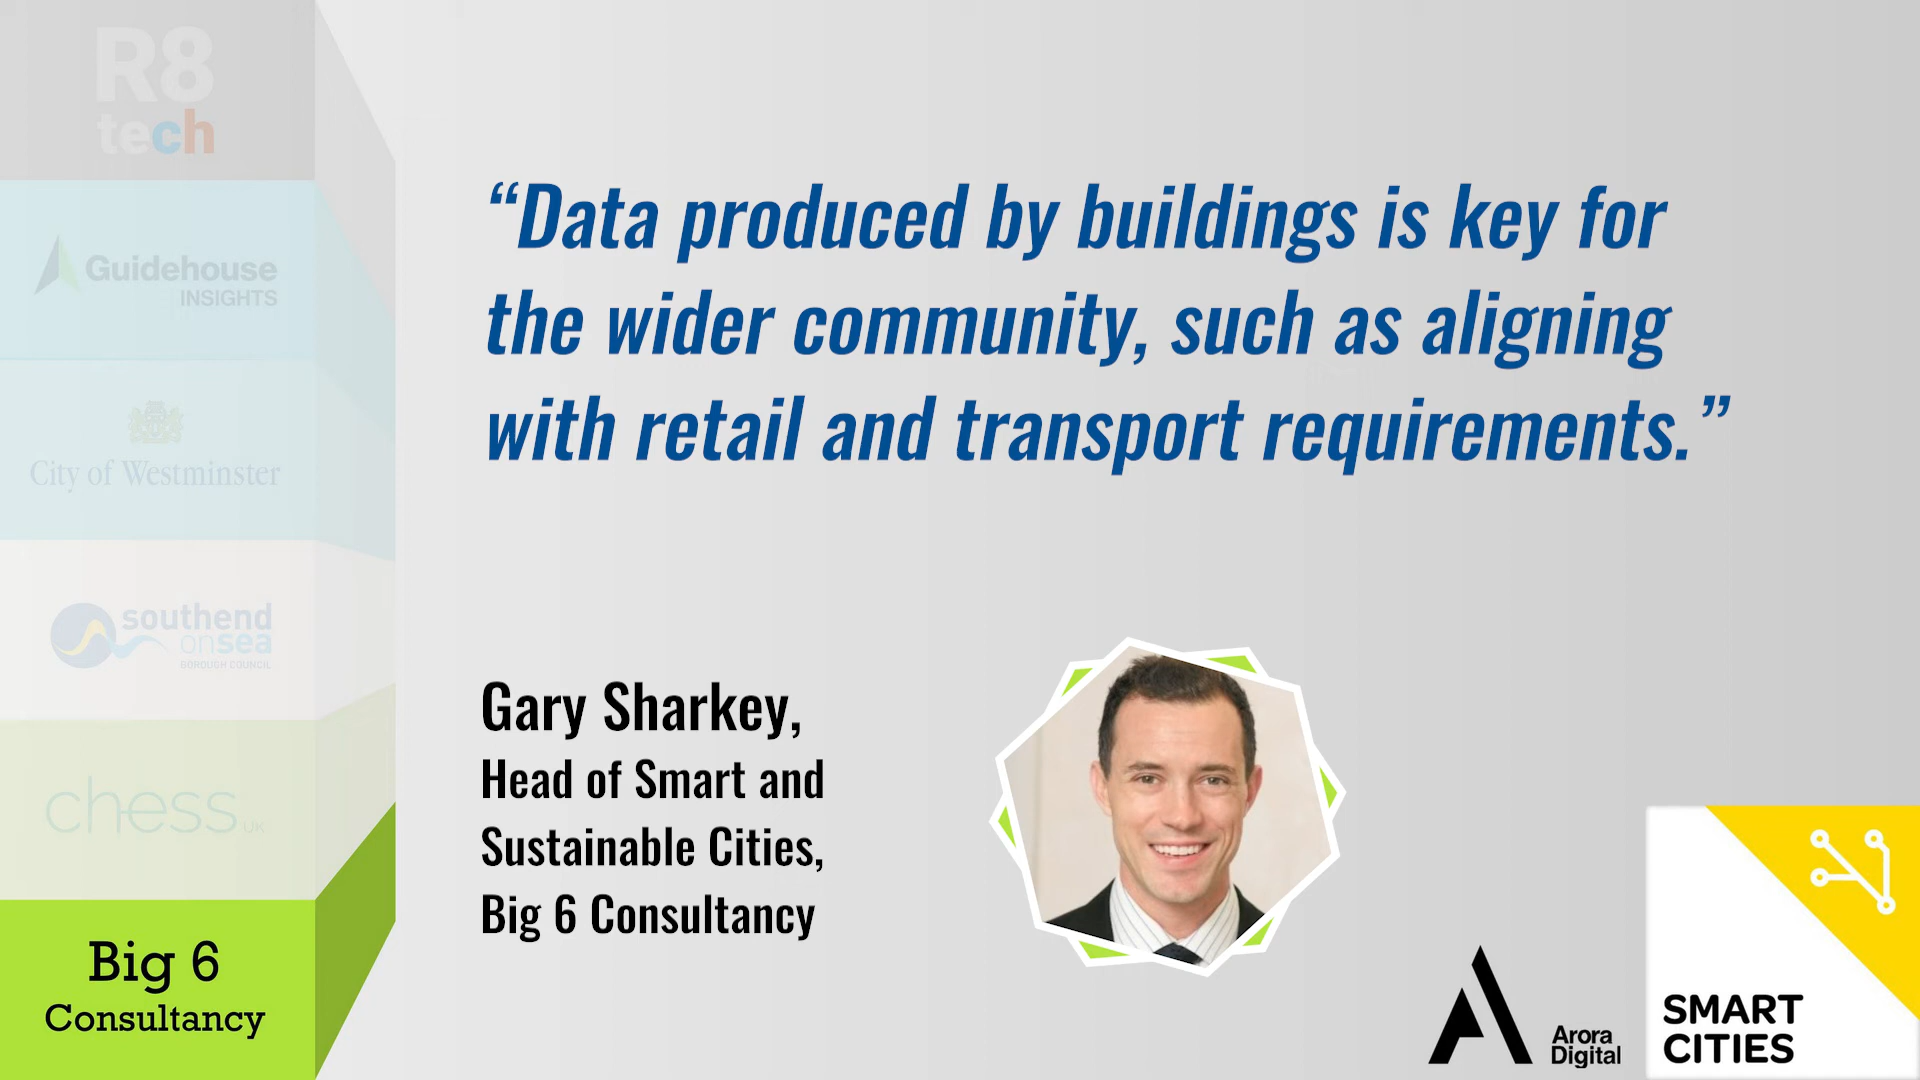 R8
tech
Guidehouse
INSIGHTS
City of Westminster
southend
onsea
BOROUGH COUNCIL
chess UK
Big 6
Consultancy
“Data produced by buildings is key for
the wider community, such as aligning
with retail and transport requirements.”
Gary Sharkey,
Head of Smart and
Sustainable Cities,
Big 6 Consultancy
Arora
Digital
SMART
CITIES